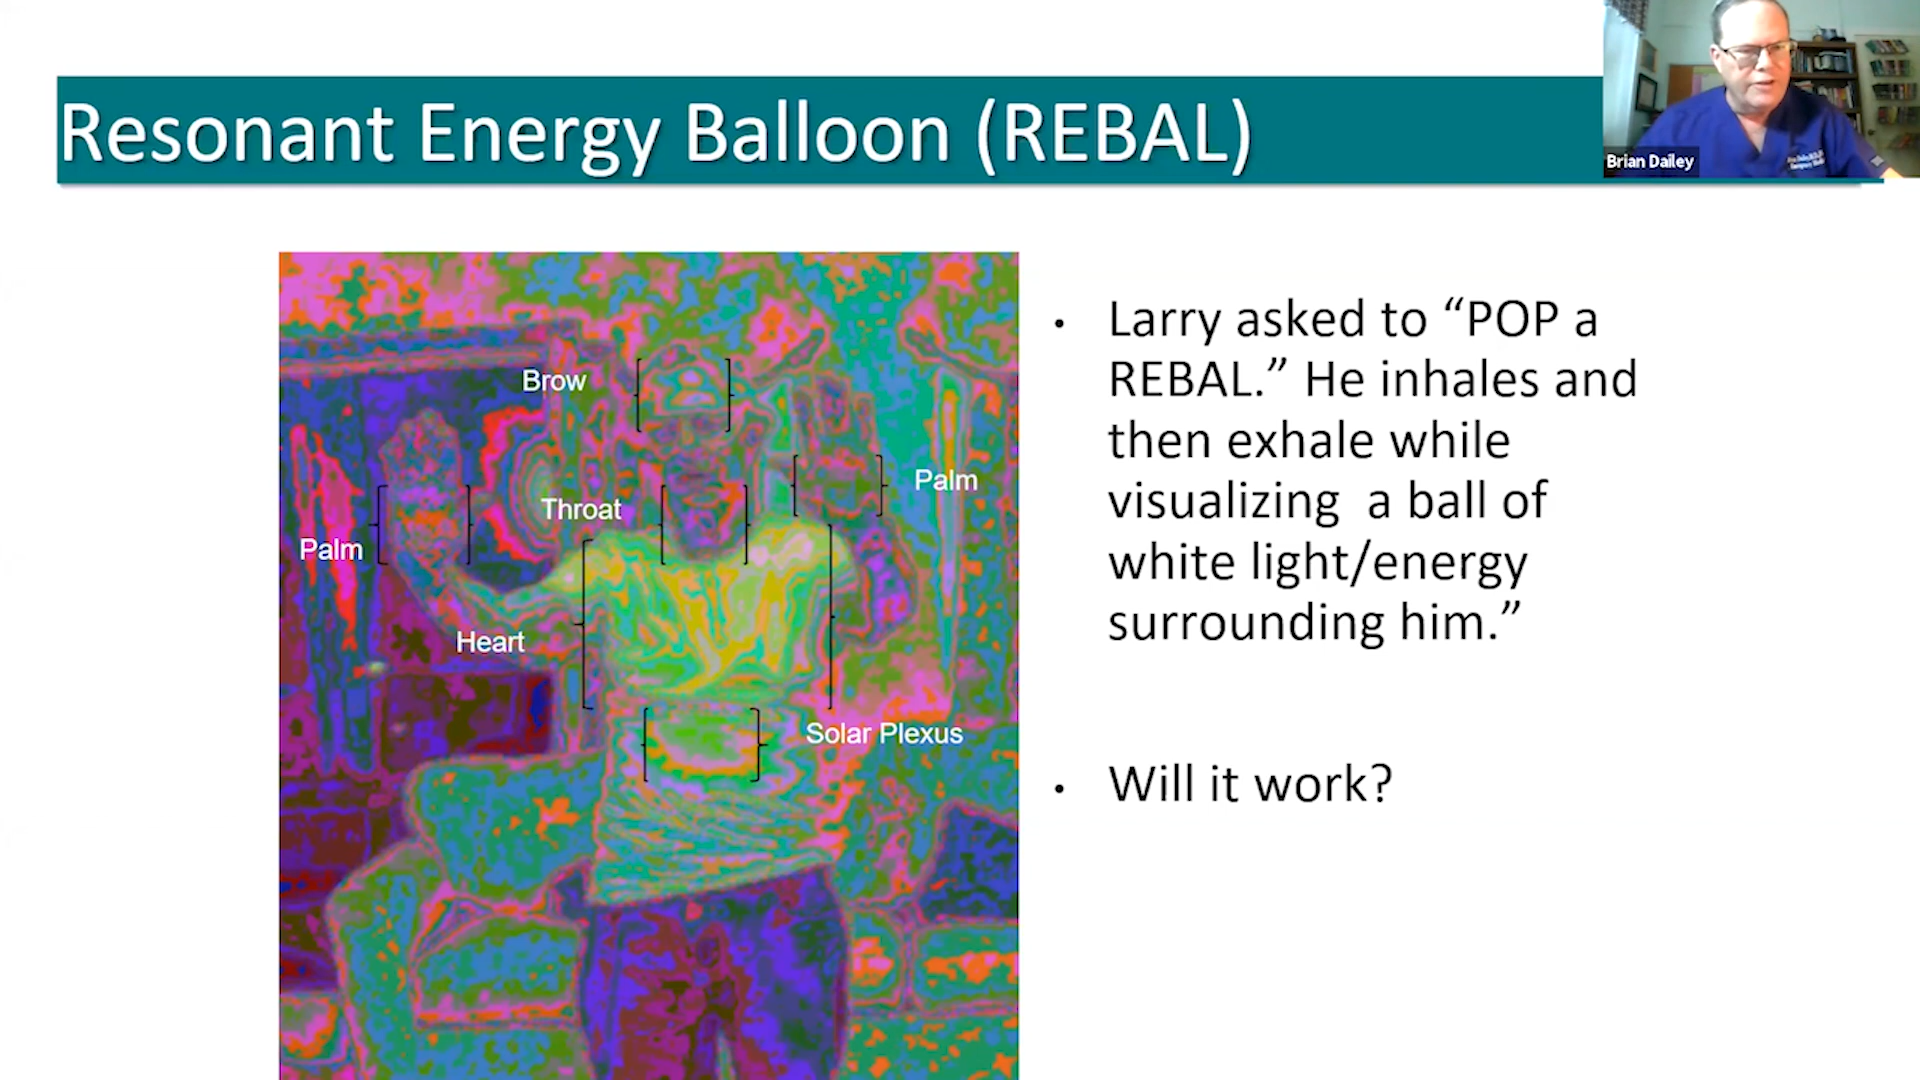 Resonant Energy Balloon (REBAL)
Brian Dailey
Brow
Palm
Throat
Palm
Heart
Solar Plexus
• Larry asked to “POP a
REBAL.” He inhales and
then exhale while
visualizing a ball of
white light/energy
surrounding him.”
• Will it work?